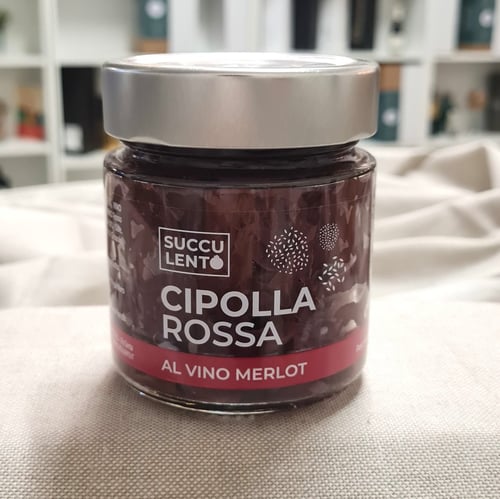 SUCCU
LENTO
CIPOLLA
ROSSA
AL VINO MERLOT